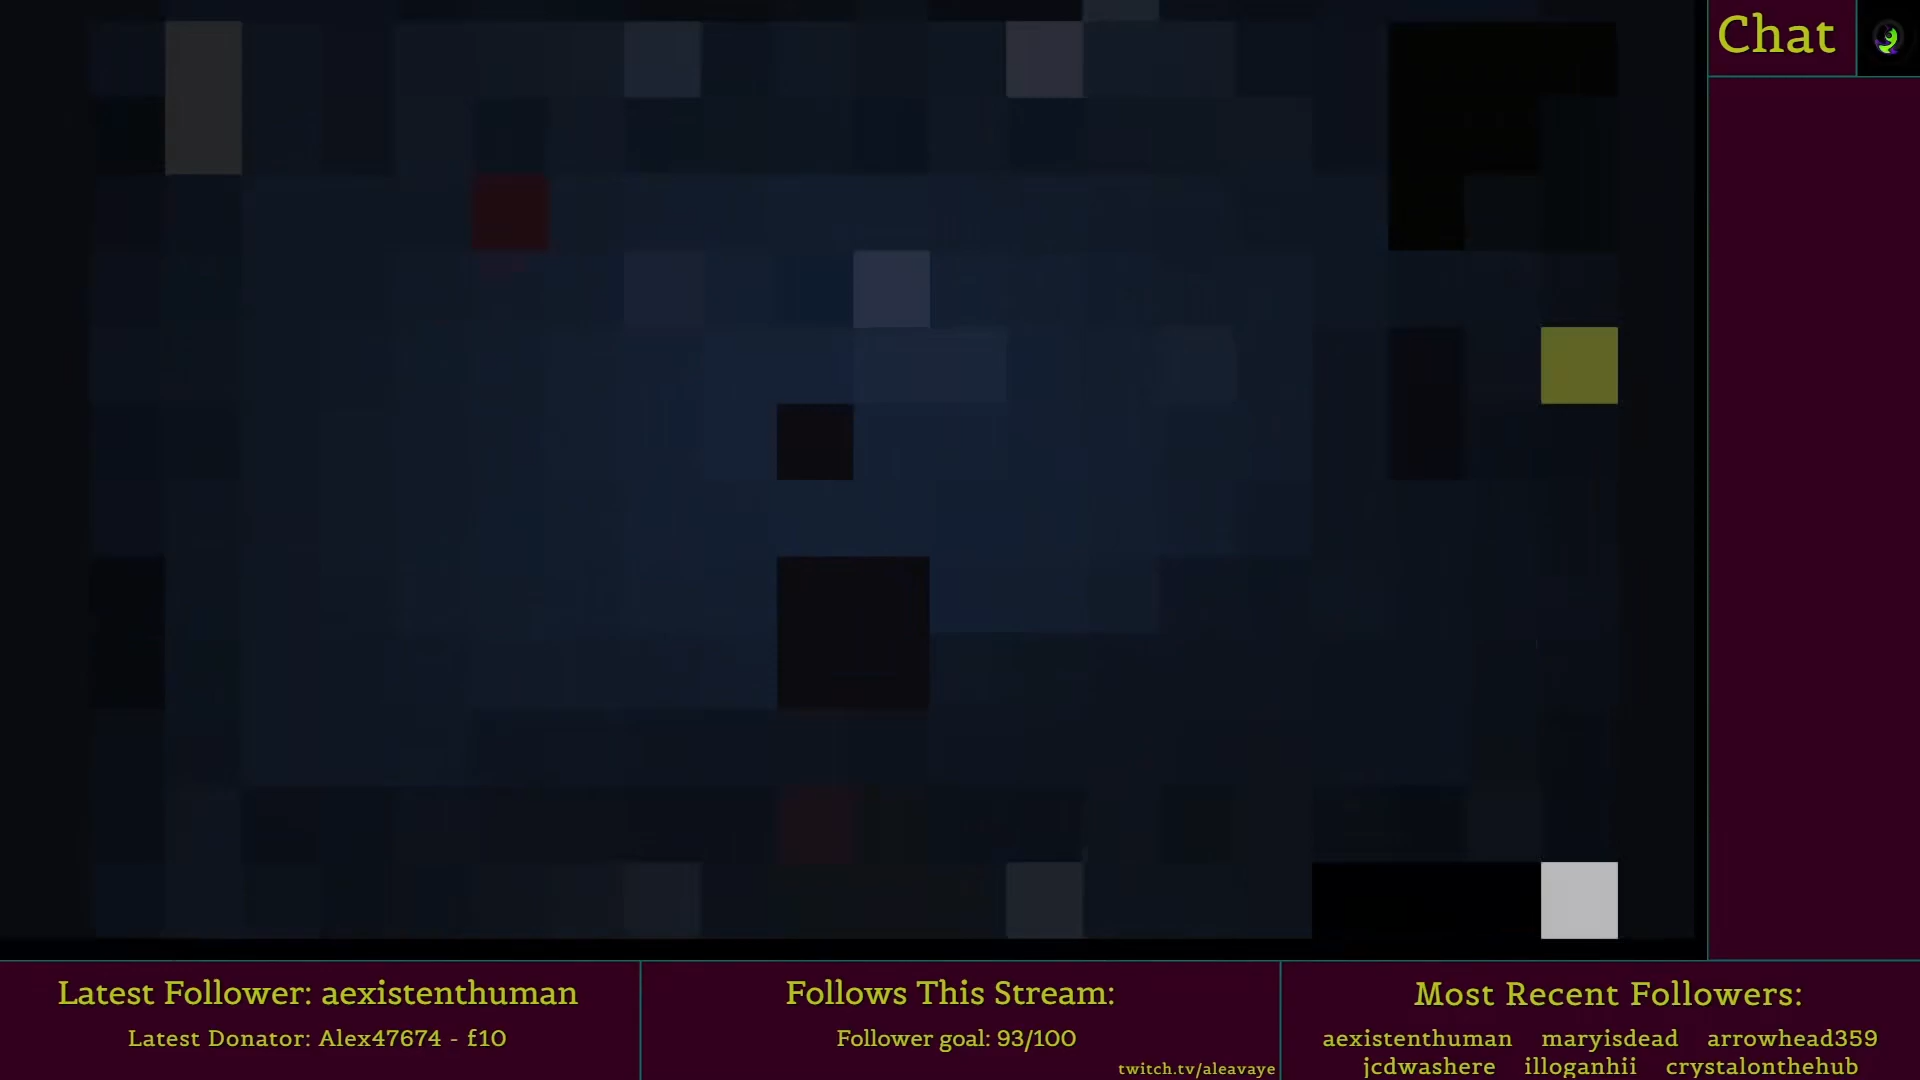 Chat
Latest Follower: aexistenthuman
Latest Donator: Alex47674 - £10
Follows This Stream:
Follower goal: 93/100
twitch.tv/aleavaye
Most Recent Followers:
aexistenthuman maryisdead arrowhead359
jcdwashere illoganhii crystalonthehub